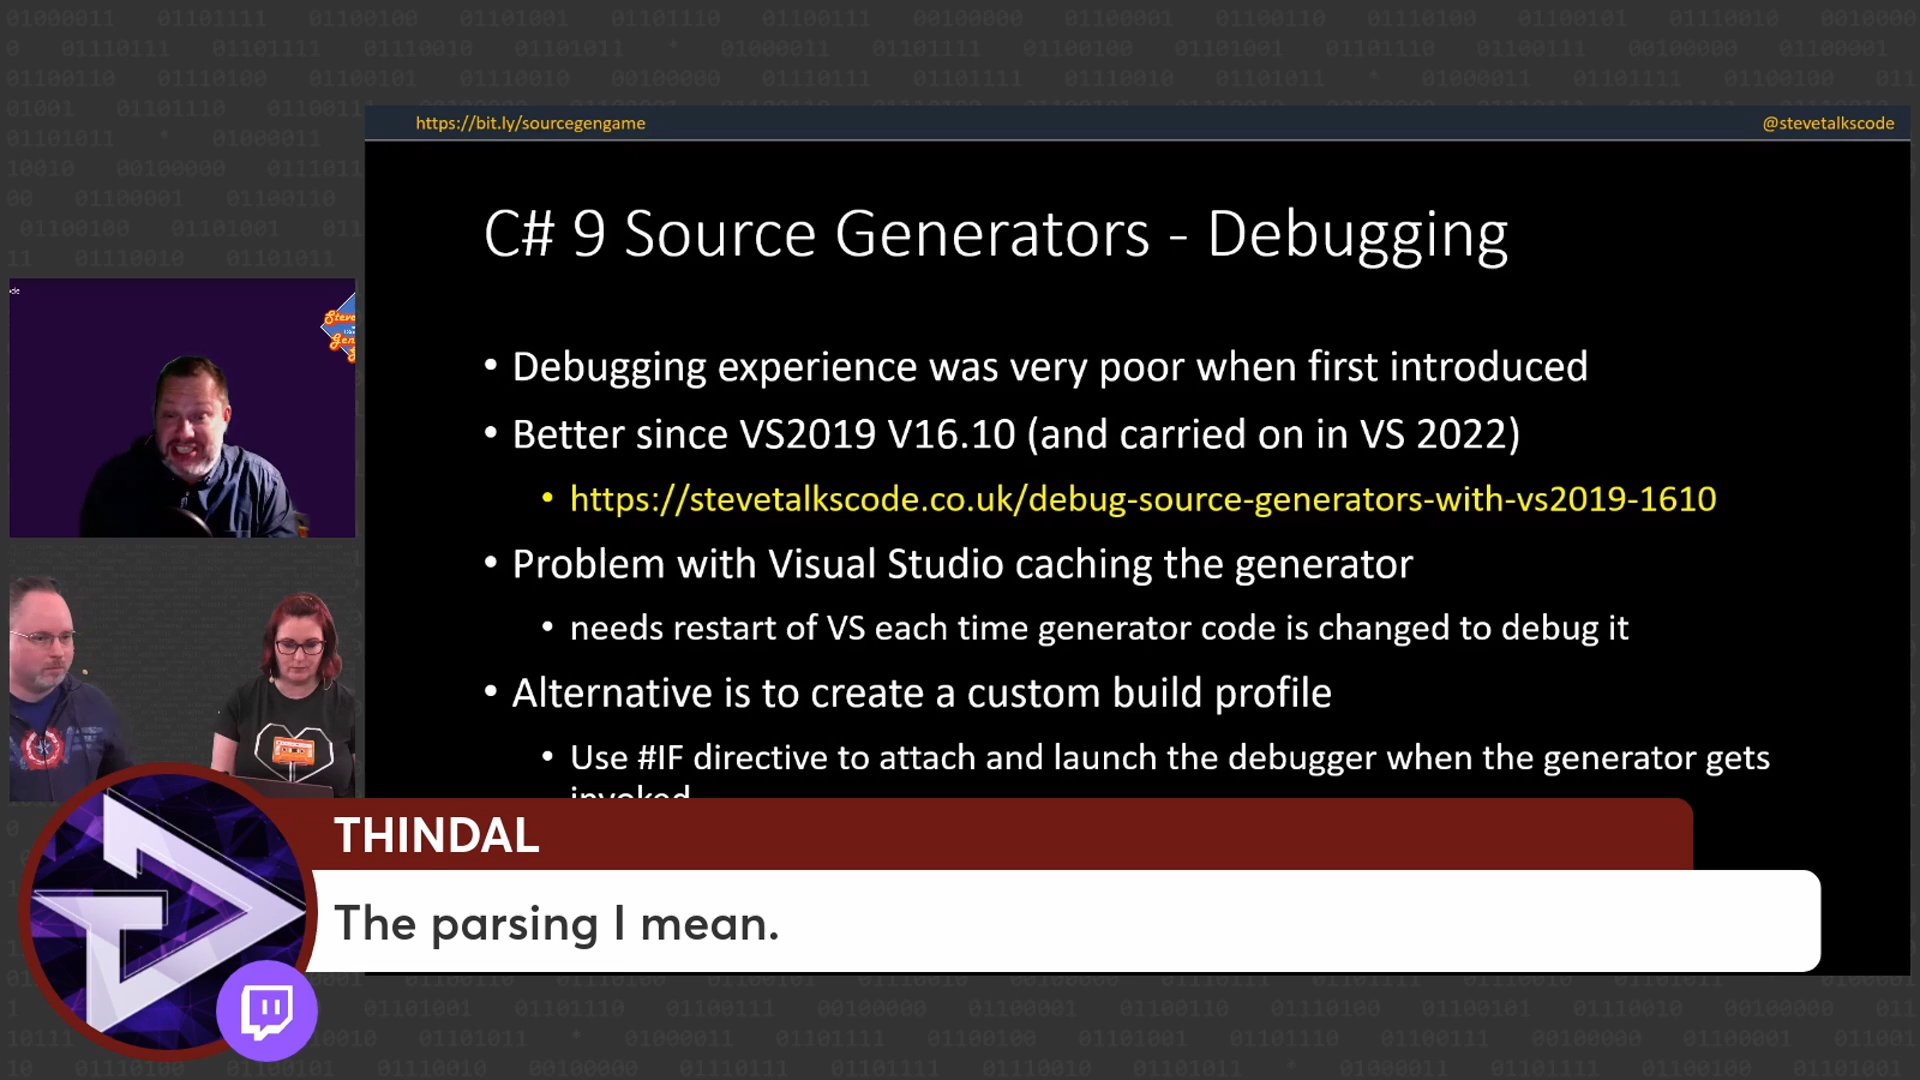 https://bit.ly/sourcegengame
@stevetalkscode
C# 9 Source Generators - Debugging
• Debugging experience was very poor when first introduced
• Better since VS2019 V16.10 (and carried on in VS 2022)
• https://stevetalkscode.co.uk/debug-source-generators-with-vs2019-1610
• Problem with Visual Studio caching the generator
• needs restart of VS each time generator code is changed to debug it
• Alternative is to create a custom build profile
• Use #IF directive to attach and launch the debugger when the generator gets
invoked
THINDAL
The parsing I mean.